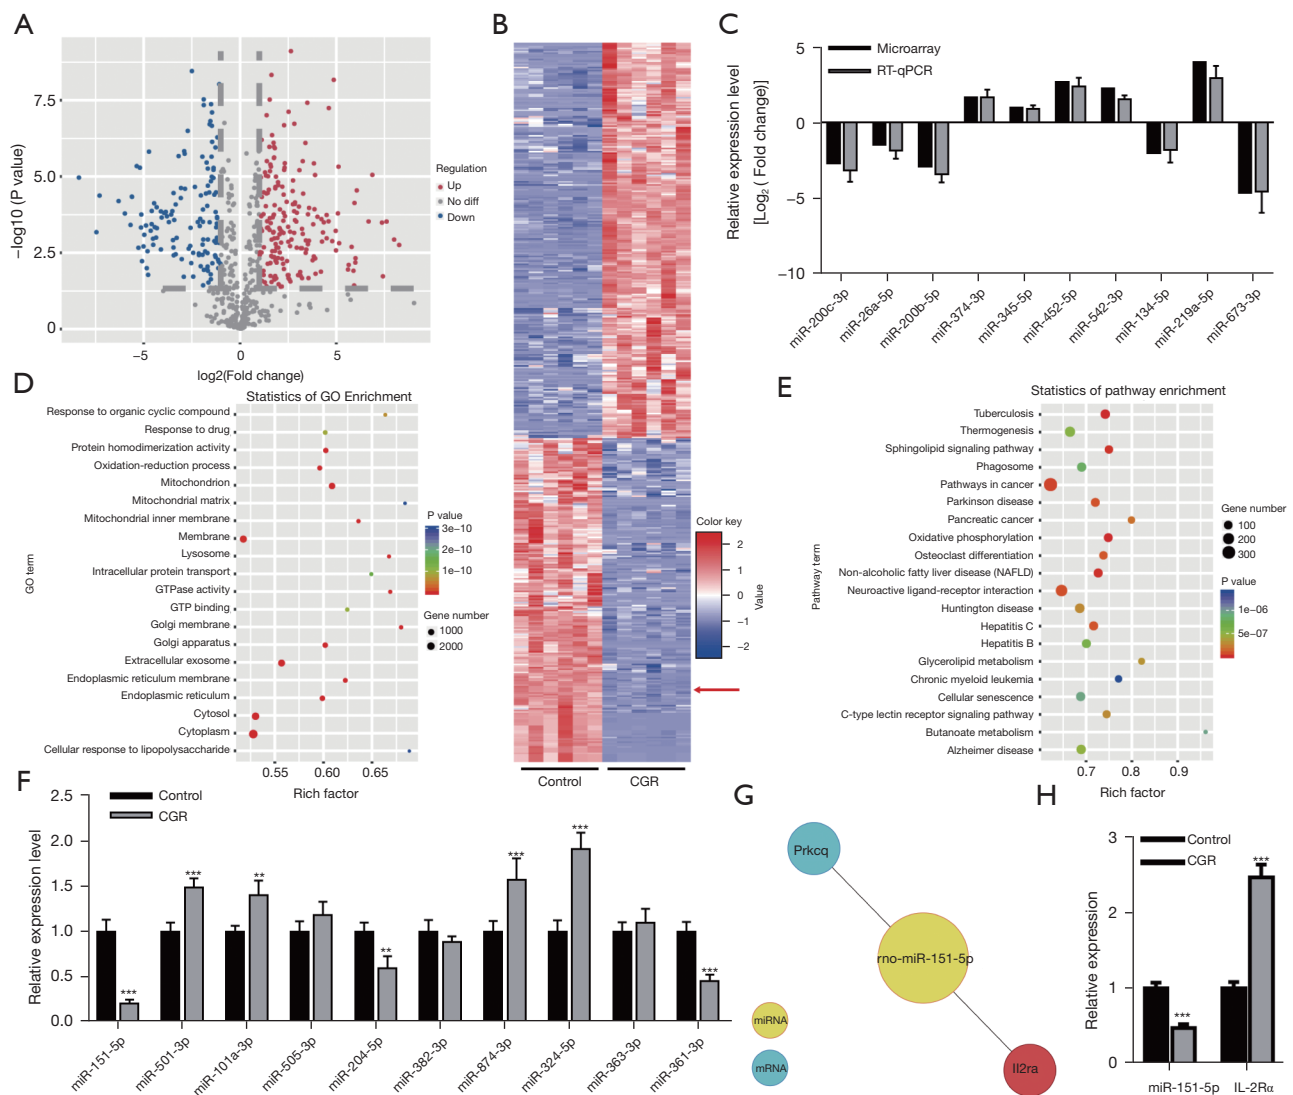 A
−log10 (P value)
7.5
5.0
2.5
0
−5
0
5
log2(Fold change)
Regulation
Up
No diff
Down
B
Color key
2
1
0
−1
−2
Value
Control
CGR
C
Relative expression level
[Log2 ( Fold change)]
5
0
−5
−10
Microarray
RT-qPCR
miR-200c-3p
miR-26a-5p
miR-200b-5p
miR-374-3p
miR-345-5p
miR-452-5p
miR-542-3p
miR-134-5p
miR-219a-5p
miR-673-3p
D
Statistics of GO Enrichment
GO term
Response to organic cyclic compound
Response to drug
Protein homodimerization activity
Oxidation-reduction process
Mitochondrion
Mitochondrial matrix
Mitochondrial inner membrane
Membrane
Lysosome
Intracellular protein transport
GTPase activity
GTP binding
Golgi membrane
Golgi apparatus
Extracellular exosome
Endoplasmic reticulum membrane
Endoplasmic reticulum
Cytosol
Cytoplasm
Cellular response to lipopolysaccharide
0.55
0.60
0.65
Rich factor
P value
3e−10
2e−10
1e−10
Gene number
1000
2000
E
Statistics of pathway enrichment
Pathway term
Tuberculosis
Thermogenesis
Sphingolipid signaling pathway
Phagosome
Pathways in cancer
Parkinson disease
Pancreatic cancer
Oxidative phosphorylation
Osteoclast differentiation
Non-alcoholic fatty liver disease (NAFLD)
Neuroactive ligand-receptor interaction
Huntington disease
Hepatitis C
Hepatitis B
Glycerolipid metabolism
Chronic myeloid leukemia
Cellular senescence
C-type lectin receptor signaling pathway
Butanoate metabolism
Alzheimer disease
0.7
0.8
0.9
Rich factor
Gene number
100
200
300
P value
1e−06
5e−07
F
Relative expression level
2.5
2.0
1.5
1.0
0.5
0.0
Control
CGR
***
***
**
**
***
***
***
miR-151-5p
miR-501-3p
miR-101a-3p
miR-505-3p
miR-204-5p
miR-382-3p
miR-874-3p
miR-324-5p
miR-363-3p
miR-361-3p
G
Prkcq
rno-miR-151-5p
Il2ra
miRNA
mRNA
H
Relative expression
3
2
1
0
Control
CGR
***
***
miR-151-5p
IL-2Rα